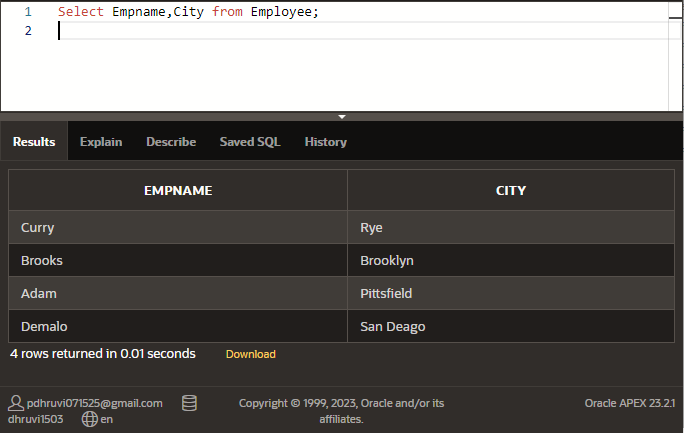 1 Select Empname,City from Employee;
2
Results Explain Describe Saved SQL History
EMPNAME CITY
Curry Rye
Brooks Brooklyn
Adam Pittsfield
Demalo San Deago
4 rows returned in 0.01 seconds Download
pdhruvi071525@gmail.com Copyright © 1999, 2023, Oracle and/or its Oracle APEX 23.2.1
dhruvi1503 en affiliates.